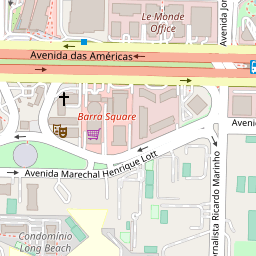 Le Monde
Office
Avenida Jor
Avenida das Américas
Barra Square
Avenid
Avenida Marechal Henrique Lott
rnalista Ricardo Marinho
Condomínio
Long Beach